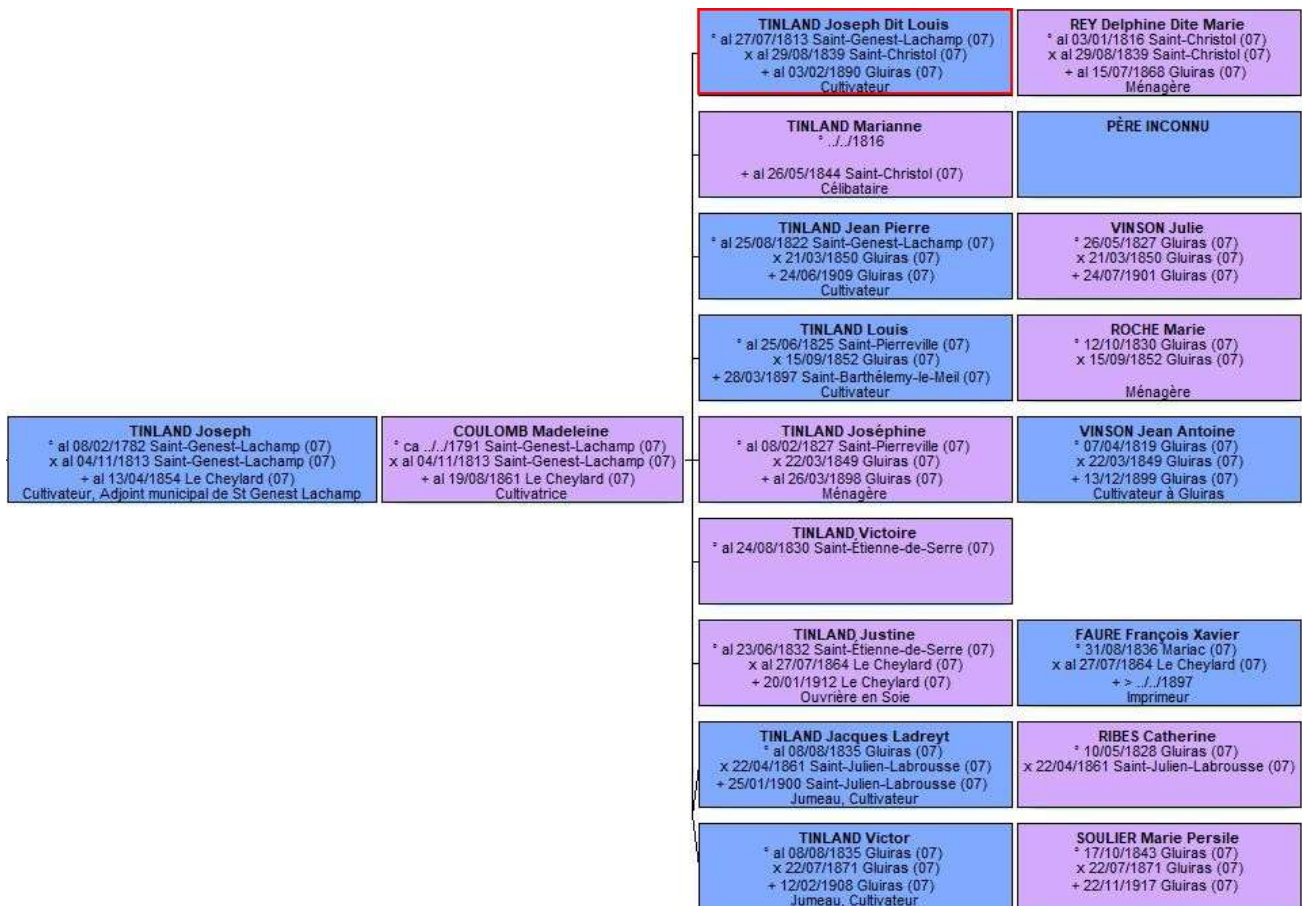 TINLAND Joseph Dit Louis
° al 27/07/1813 Saint-Genest-Lachamp (07)
x al 29/08/1839 Saint-Christol (07)
+ al 03/02/1890 Gluiras (07)
Cultivateur
REY Delphine Dite Marie
° al 03/01/1816 Saint-Christol (07)
x al 29/08/1839 Saint-Christol (07)
+ al 15/07/1868 Gluiras (07)
Ménagère
TINLAND Marianne
° ../../1816
+ al 26/05/1844 Saint-Christol (07)
Célibataire
PÈRE INCONNU
TINLAND Jean Pierre
° al 25/08/1822 Saint-Genest-Lachamp (07)
x 21/03/1850 Gluiras (07)
+ 24/06/1909 Gluiras (07)
Cultivateur
VINSON Julie
° 26/05/1827 Gluiras (07)
x 21/03/1850 Gluiras (07)
+ 24/07/1901 Gluiras (07)
TINLAND Louis
° al 25/06/1825 Saint-Pierreville (07)
x 15/09/1852 Gluiras (07)
+ 28/03/1897 Saint-Barthélemy-le-Meil (07)
Cultivateur
ROCHE Marie
° 12/10/1830 Gluiras (07)
x 15/09/1852 Gluiras (07)
Ménagère
TINLAND Joseph
° al 08/02/1782 Saint-Genest-Lachamp (07)
x al 04/11/1813 Saint-Genest-Lachamp (07)
+ al 13/04/1854 Le Cheylard (07)
Cultivateur, Adjoint municipal de St Genest Lachamp
COULOMB Madeleine
° ca ../../1791 Saint-Genest-Lachamp (07)
x al 04/11/1813 Saint-Genest-Lachamp (07)
+ al 19/08/1861 Le Cheylard (07)
Cultivatrice
TINLAND Joséphine
° al 08/02/1827 Saint-Pierreville (07)
x 22/03/1849 Gluiras (07)
+ al 26/03/1898 Gluiras (07)
Ménagère
VINSON Jean Antoine
° 07/04/1819 Gluiras (07)
x 22/03/1849 Gluiras (07)
+ 13/12/1899 Gluiras (07)
Cultivateur à Gluiras
TINLAND Victoire
° al 24/08/1830 Saint-Étienne-de-Serre (07)
TINLAND Justine
° al 23/06/1832 Saint-Étienne-de-Serre (07)
x al 27/07/1864 Le Cheylard (07)
+ 20/01/1912 Le Cheylard (07)
Ouvrière en Soie
FAURE François Xavier
° 31/08/1836 Mariac (07)
x al 27/07/1864 Le Cheylard (07)
+ > ../../1897
Imprimeur
TINLAND Jacques Ladreyt
° al 08/08/1835 Gluiras (07)
x 22/04/1861 Saint-Julien-Labrousse (07)
+ 25/01/1900 Saint-Julien-Labrousse (07)
Jumeau, Cultivateur
RIBES Catherine
° 10/05/1828 Gluiras (07)
x 22/04/1861 Saint-Julien-Labrousse (07)
TINLAND Victor
° al 08/08/1835 Gluiras (07)
x 22/07/1871 Gluiras (07)
+ 12/02/1908 Gluiras (07)
Jumeau, Cultivateur
SOULIER Marie Persile
° 17/10/1843 Gluiras (07)
x 22/07/1871 Gluiras (07)
+ 22/11/1917 Gluiras (07)